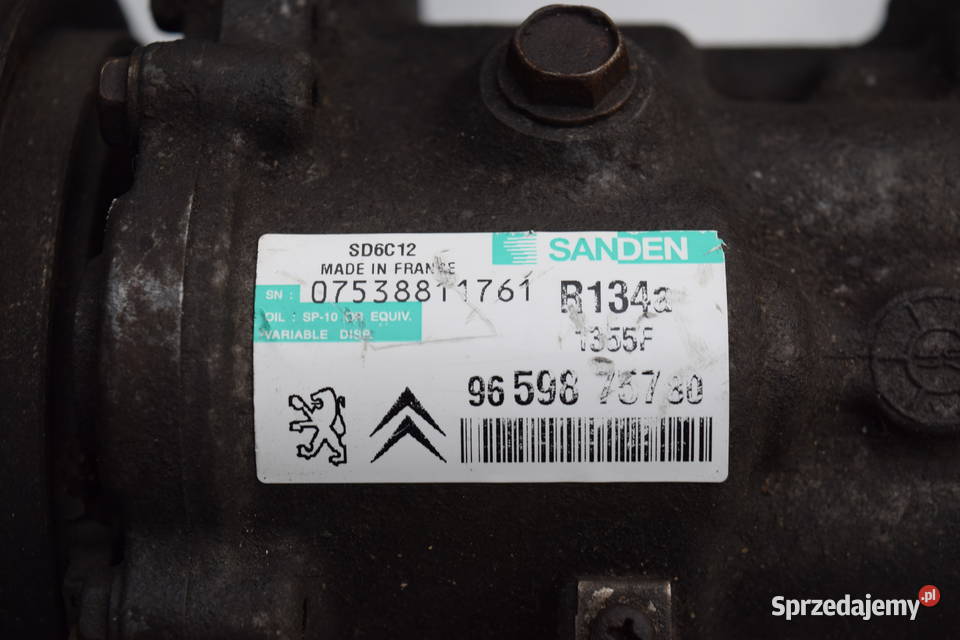 SD6C12
MADE IN FRANCE
SANDEN
SN : 07538811761
R134a
OIL : SP-10 OR EQUIV.
VARIABLE DISP.
1355F
96 598 757 80
Sprzedajemy.pl